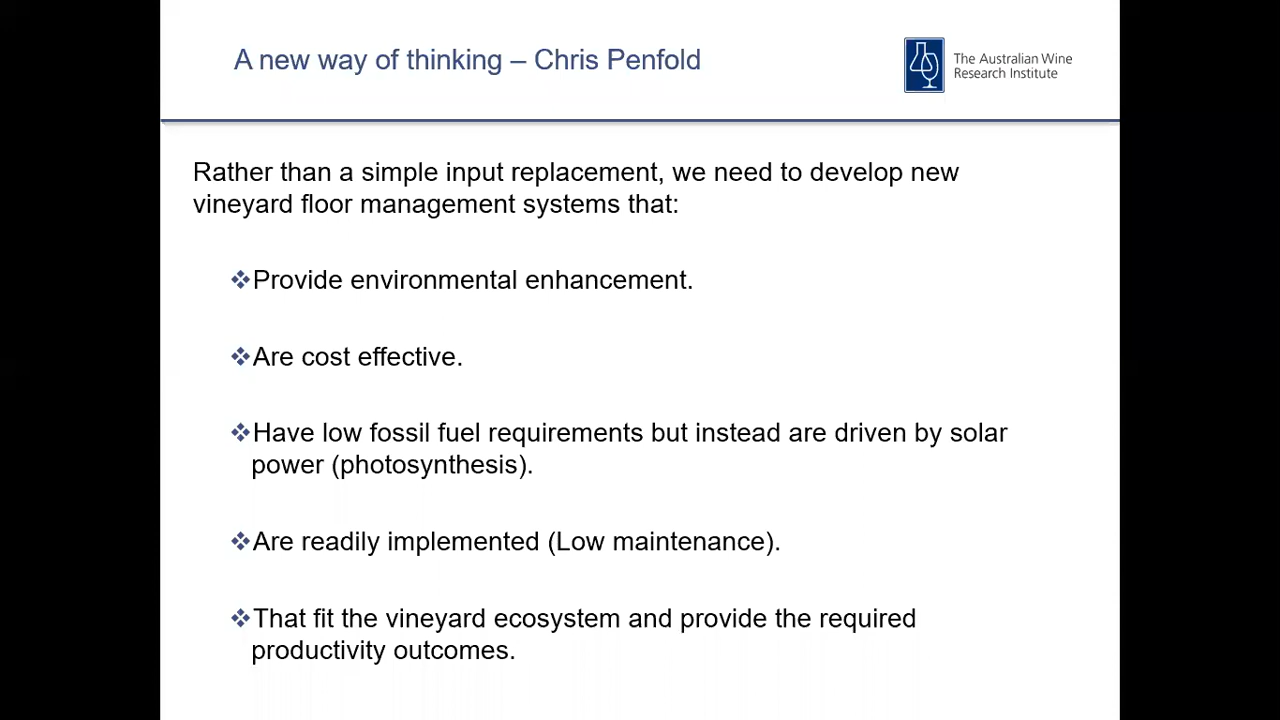 A new way of thinking – Chris Penfold
The Australian Wine
Research Institute
Rather than a simple input replacement, we need to develop new
vineyard floor management systems that:
❖Provide environmental enhancement.
❖Are cost effective.
❖Have low fossil fuel requirements but instead are driven by solar
power (photosynthesis).
❖Are readily implemented (Low maintenance).
❖That fit the vineyard ecosystem and provide the required
productivity outcomes.